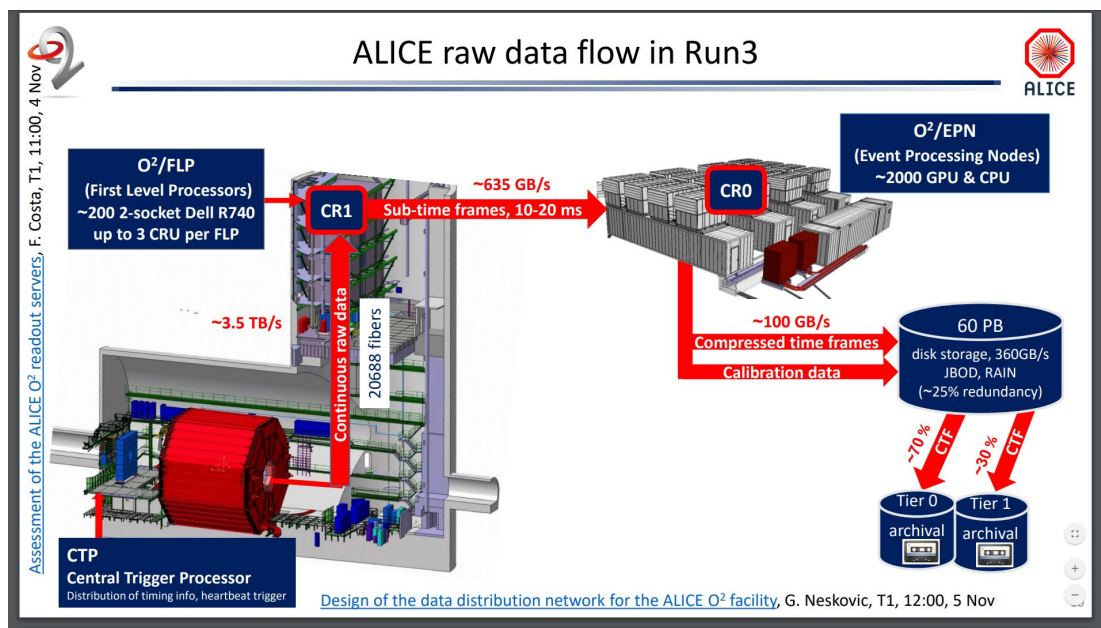 ALICE raw data flow in Run3
ALICE
Assessment of the ALICE O² readout servers, F. Costa, T1, 11:00, 4 Nov
O²/FLP
(First Level Processors)
~200 2-socket Dell R740
up to 3 CRU per FLP
CR1
~635 GB/s
Sub-time frames, 10-20 ms
CR0
O²/EPN
(Event Processing Nodes)
~2000 GPU & CPU
~3.5 TB/s
Continuous raw data
20688 fibers
~100 GB/s
Compressed time frames
Calibration data
60 PB
disk storage, 360GB/s
JBOD, RAIN
(~25% redundancy)
~70 %
CTF
~30 %
CTF
Tier 0
archival
Tier 1
archival
CTP
Central Trigger Processor
Distribution of timing info, heartbeat trigger
Design of the data distribution network for the ALICE O² facility, G. Neskovic, T1, 12:00, 5 Nov